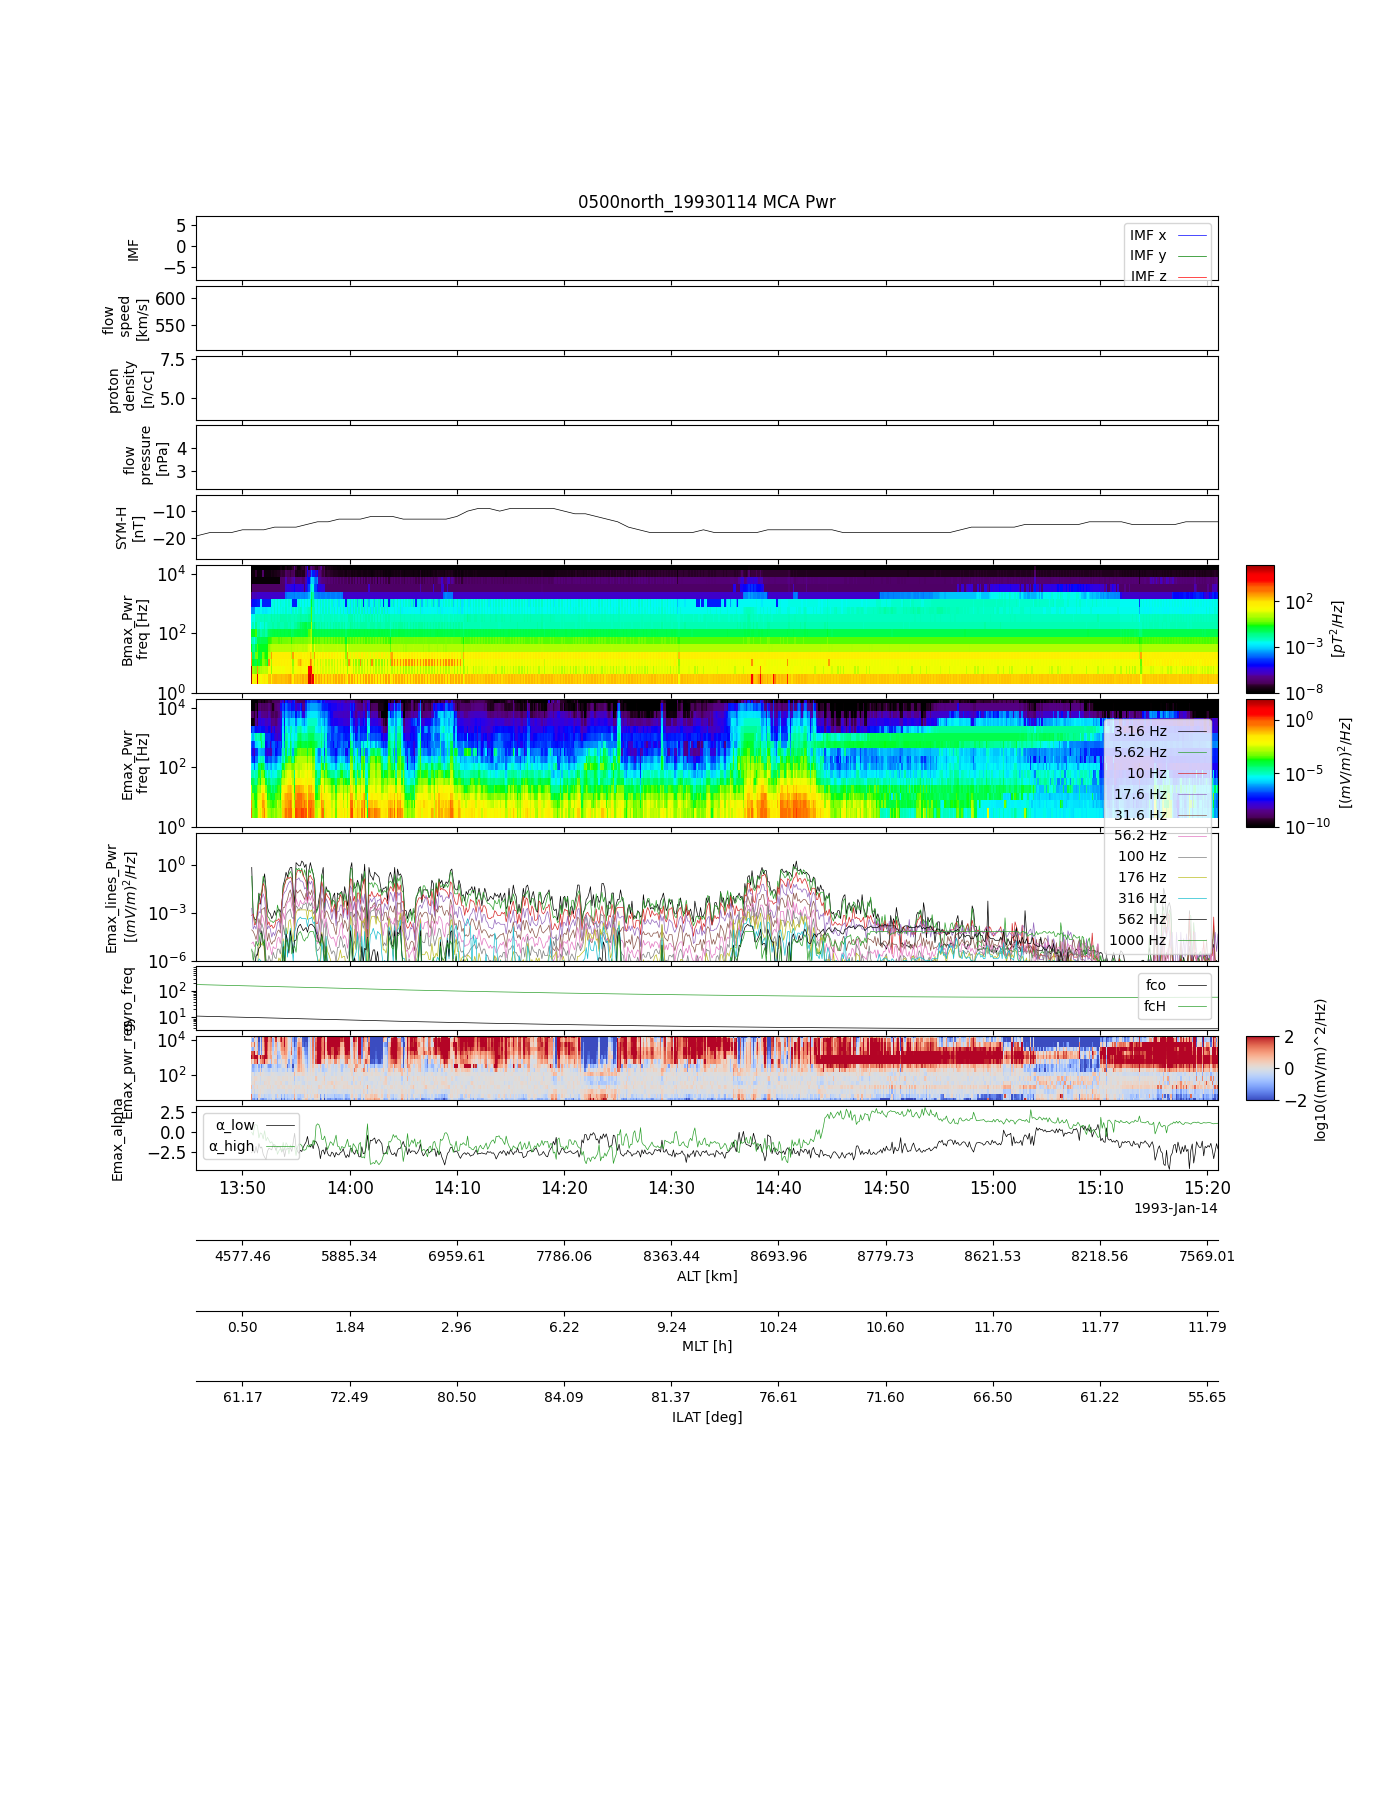 0500north_19930114 MCA Pwr
IMF
5
0
−5
IMF x
IMF y
IMF z
flow
speed
[km/s]
600
550
proton
density
[n/cc]
7.5
5.0
flow
pressure
[nPa]
4
3
SYM-H
[nT]
−10
−20
Bmax_Pwr
freq [Hz]
10^4
10^2
10^0
10^2
10^−3
10^−8
[pT^2/Hz]
Emax_Pwr
freq [Hz]
10^4
10^2
10^0
10^0
10^−5
10^−10
[(mV/m)^2/Hz]
3.16 Hz
5.62 Hz
10 Hz
17.6 Hz
31.6 Hz
56.2 Hz
100 Hz
176 Hz
316 Hz
562 Hz
1000 Hz
Emax_lines_Pwr
[(mV/m)^2/Hz]
10^0
10^−3
10^−6
gyro_freq
10^2
10^1
fco
fcH
Emax_pwr_reg
10^4
10^2
2
0
−2
log10((mV/m)^2/Hz)
Emax_alpha
2.5
0.0
−2.5
α_low
α_high
13:50 14:00 14:10 14:20 14:30 14:40 14:50 15:00 15:10 15:20
1993-Jan-14
4577.46 5885.34 6959.61 7786.06 8363.44 8693.96 8779.73 8621.53 8218.56 7569.01
ALT [km]
0.50 1.84 2.96 6.22 9.24 10.24 10.60 11.70 11.77 11.79
MLT [h]
61.17 72.49 80.50 84.09 81.37 76.61 71.60 66.50 61.22 55.65
ILAT [deg]